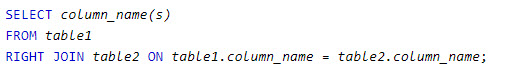 SELECT column_name(s)
FROM table1
RIGHT JOIN table2 ON table1.column_name = table2.column_name;